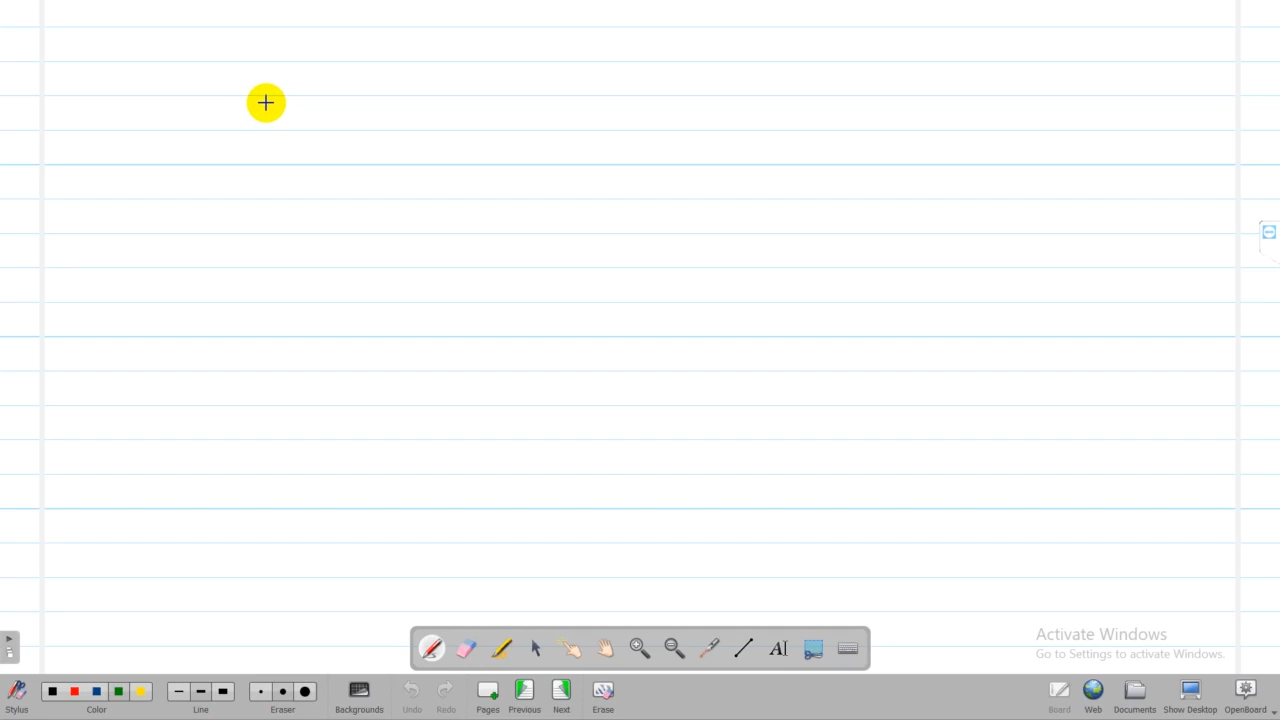 Activate Windows
Go to Settings to activate Windows.
Stylus
Color
Line
Eraser
Backgrounds
Undo
Redo
Pages
Previous
Next
Erase
Board
Web
Documents
Show Desktop
OpenBoard